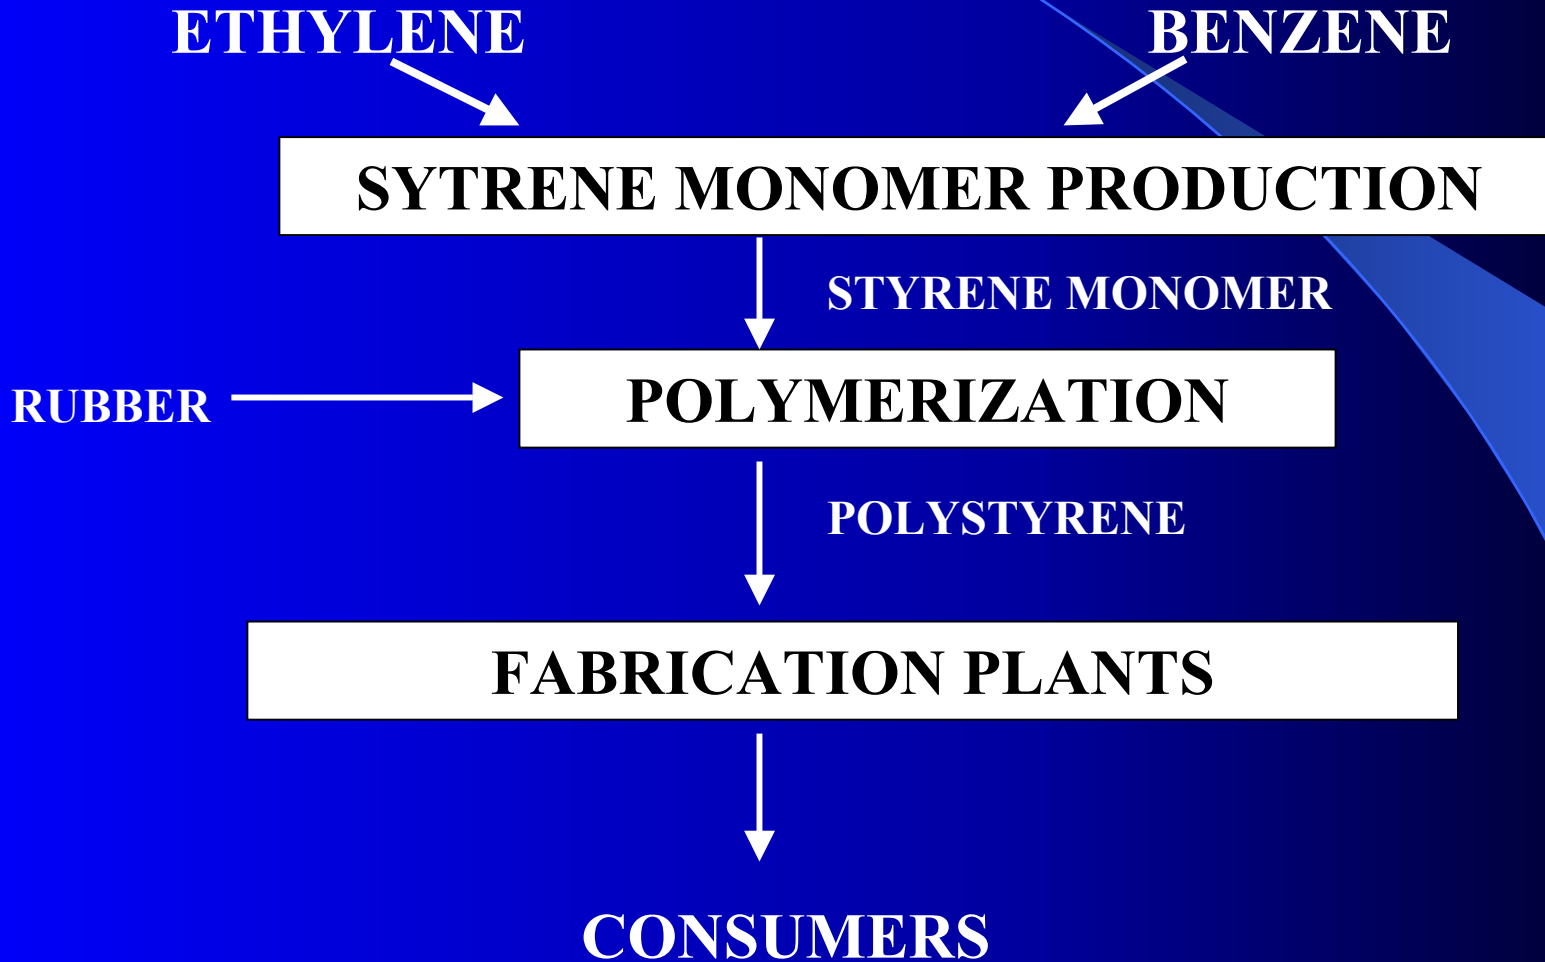 ETHYLENE
BENZENE
SYTRENE MONOMER PRODUCTION
STYRENE MONOMER
RUBBER
POLYMERIZATION
POLYSTYRENE
FABRICATION PLANTS
CONSUMERS